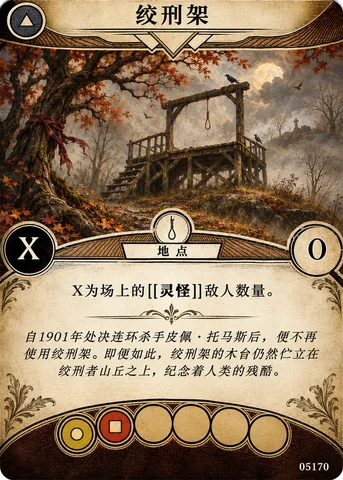 绞刑架
X
地点
0
X为场上的[[灵怪]]敌人数量。
自1901年处决连环杀手皮佩·托马斯后，便不再
使用绞刑架。即便如此，绞刑架的木台仍然伫立在
绞刑者山丘之上，纪念着人类的残酷。
05170